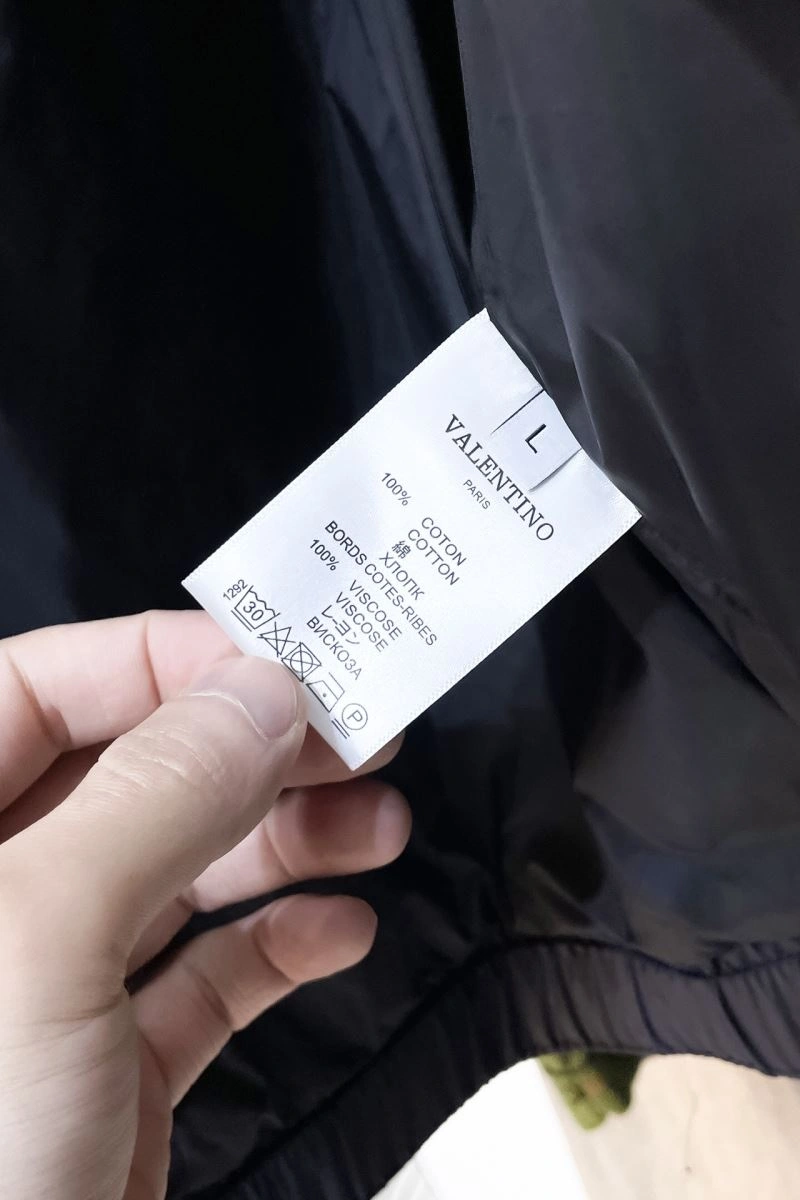 L
VALENTINO
PARIS
100%
COTON
COTTON
綿
ХЛОПК
BORDS COTES-RIBES
100%
VISCOSE
VISCOSE
レーヨン
ВИСКОЗА
1292
30
P